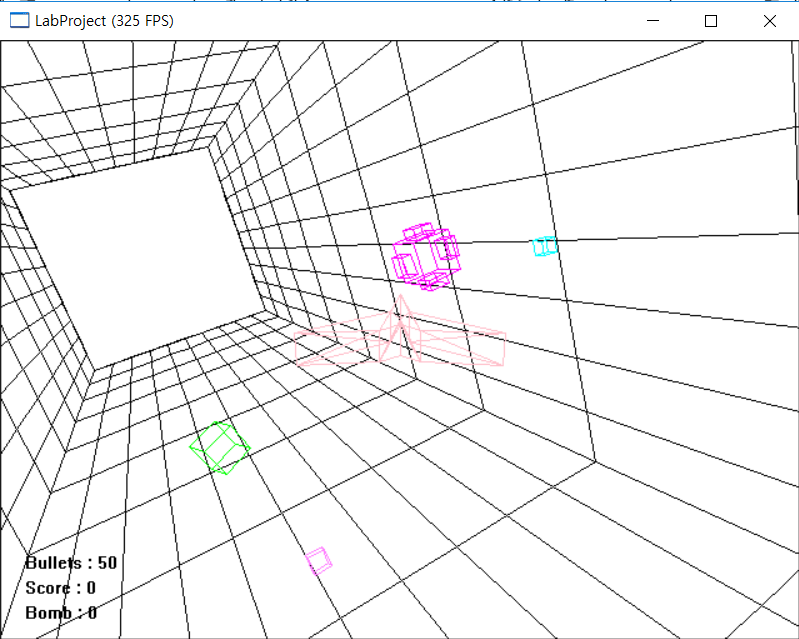 LabProject (325 FPS)
Bullets : 50
Score : 0
Bomb : 0